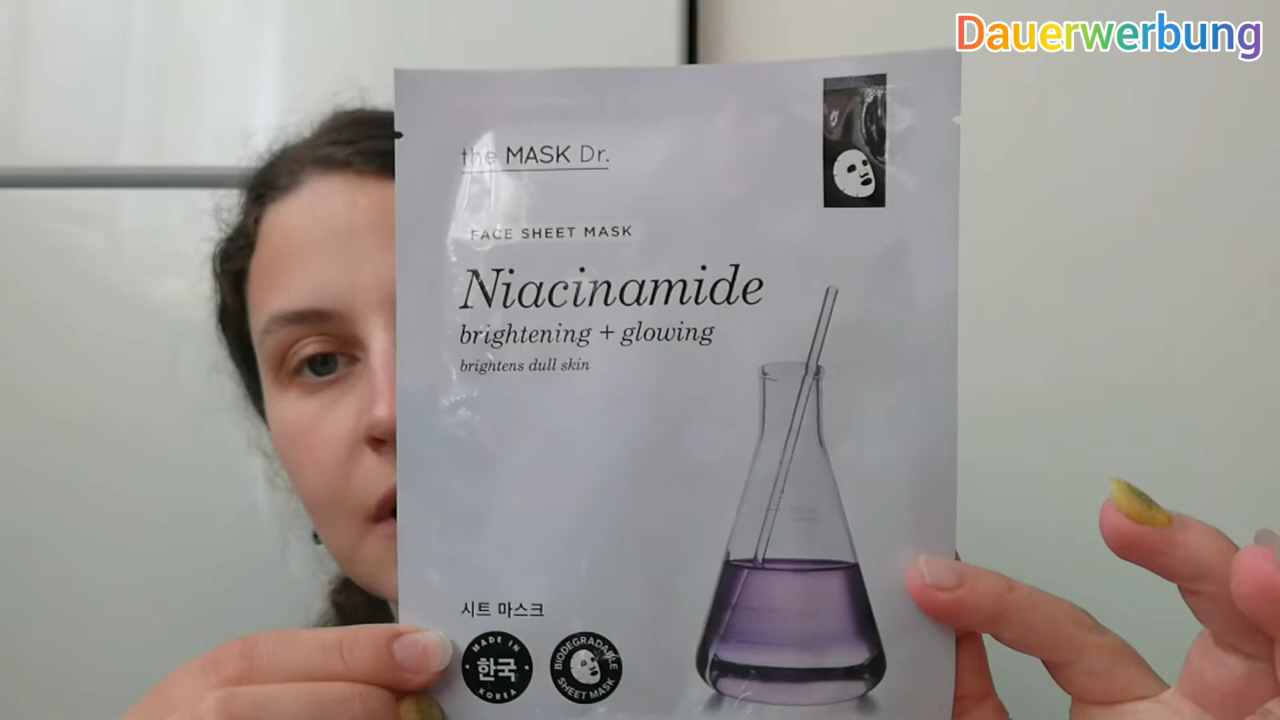 Dauerwerbung
the MASK Dr.
FACE SHEET MASK
Niacinamide
brightening + glowing
brightens dull skin
시트 마스크
MADE IN
한국
KOREA
BIODEGRADABLE
SHEET MASK